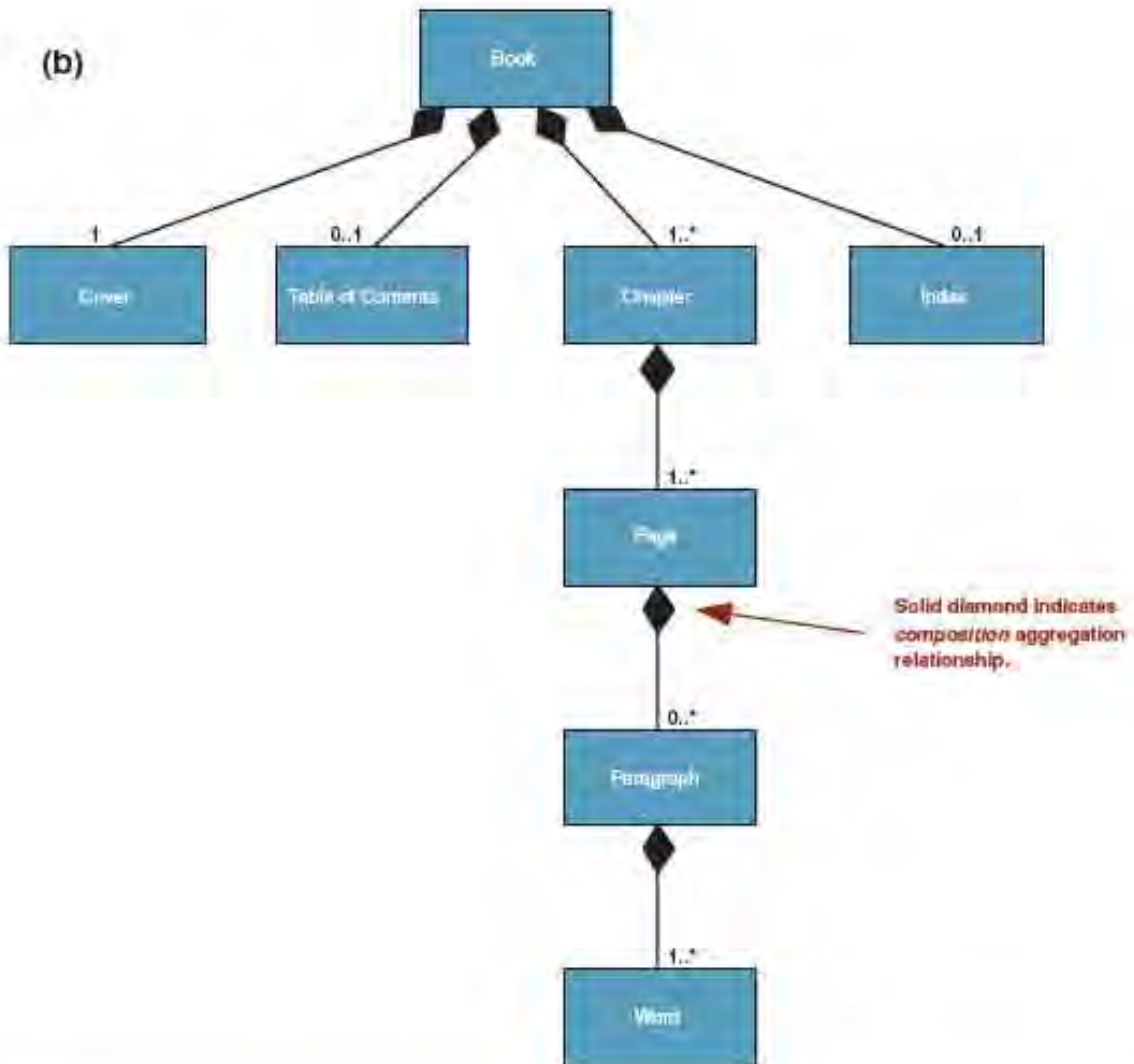 (b)
Book
1
0..1
1..*
0..1
Cover
Table of Contents
Chapter
Index
1..*
Page
Solid diamond indicates
composition aggregation
relationship.
0..*
Paragraph
1..*
Word